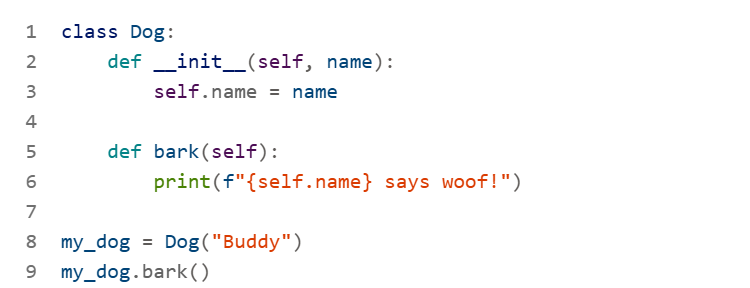 1 class Dog:
2     def __init__(self, name):
3         self.name = name
4
5     def bark(self):
6         print(f"{self.name} says woof!")
7
8 my_dog = Dog("Buddy")
9 my_dog.bark()